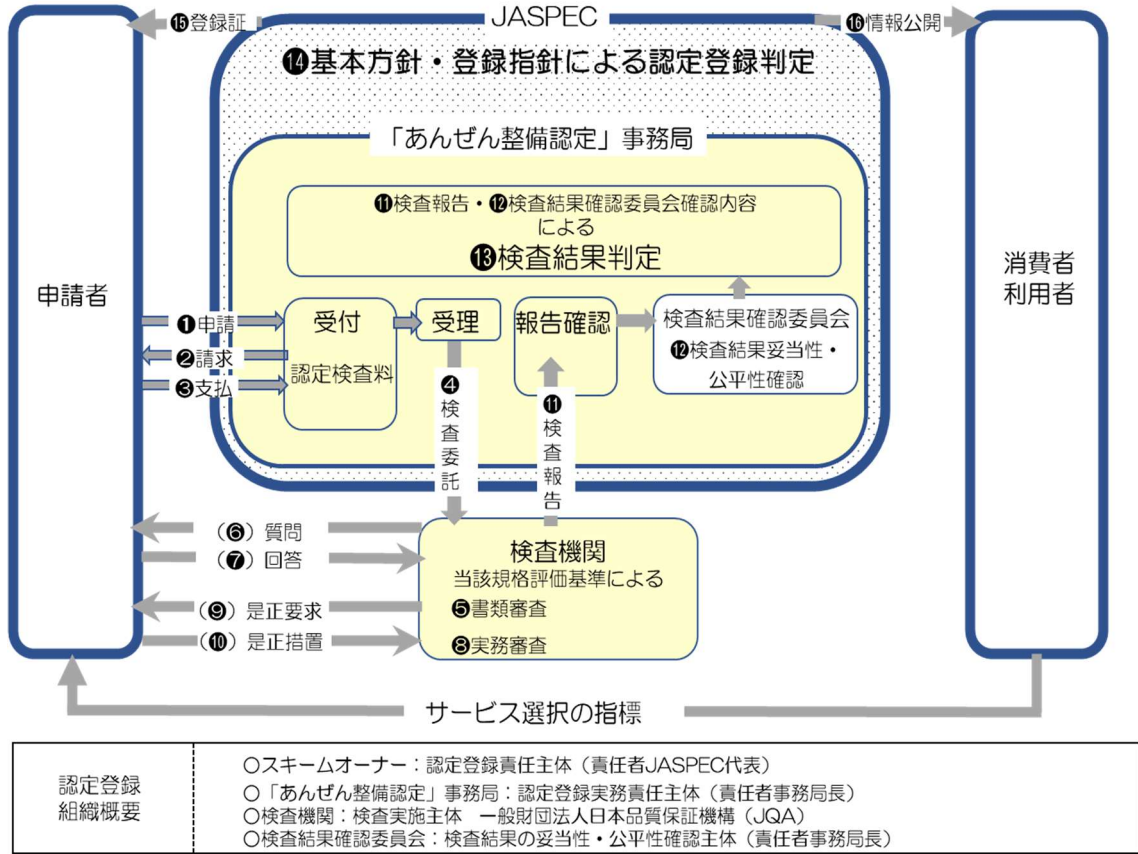 JASPEC
⓯登録証
⓰情報公開
⓮基本方針・登録指針による認定登録判定
「あんぜん整備認定」事務局
⓫検査報告・⓬検査結果確認委員会確認内容
による
⓭検査結果判定
申請者
消費者
利用者
❶申請
❷請求
❸支払
受付
認定検査料
受理
報告確認
検査結果確認委員会
⓬検査結果妥当性・
公平性確認
❹検査委託
⓫検査報告
(❻)質問
(❼)回答
(❾)是正要求
(❿)是正措置
検査機関
当該規格評価基準による
❺書類審査
❽実務審査
サービス選択の指標
認定登録
組織概要
○スキームオーナー:認定登録責任主体(責任者JASPEC代表)
○「あんぜん整備認定」事務局:認定登録実務責任主体(責任者事務局長)
○検査機関:検査実施主体 一般財団法人日本品質保証機構(JQA)
○検査結果確認委員会:検査結果の妥当性・公平性確認主体(責任者事務局長)